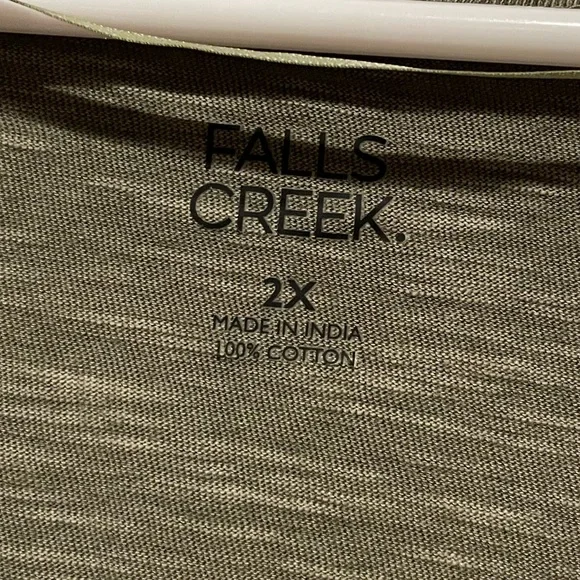 FALLS
CREEK.
2X
MADE IN INDIA
100% COTTON